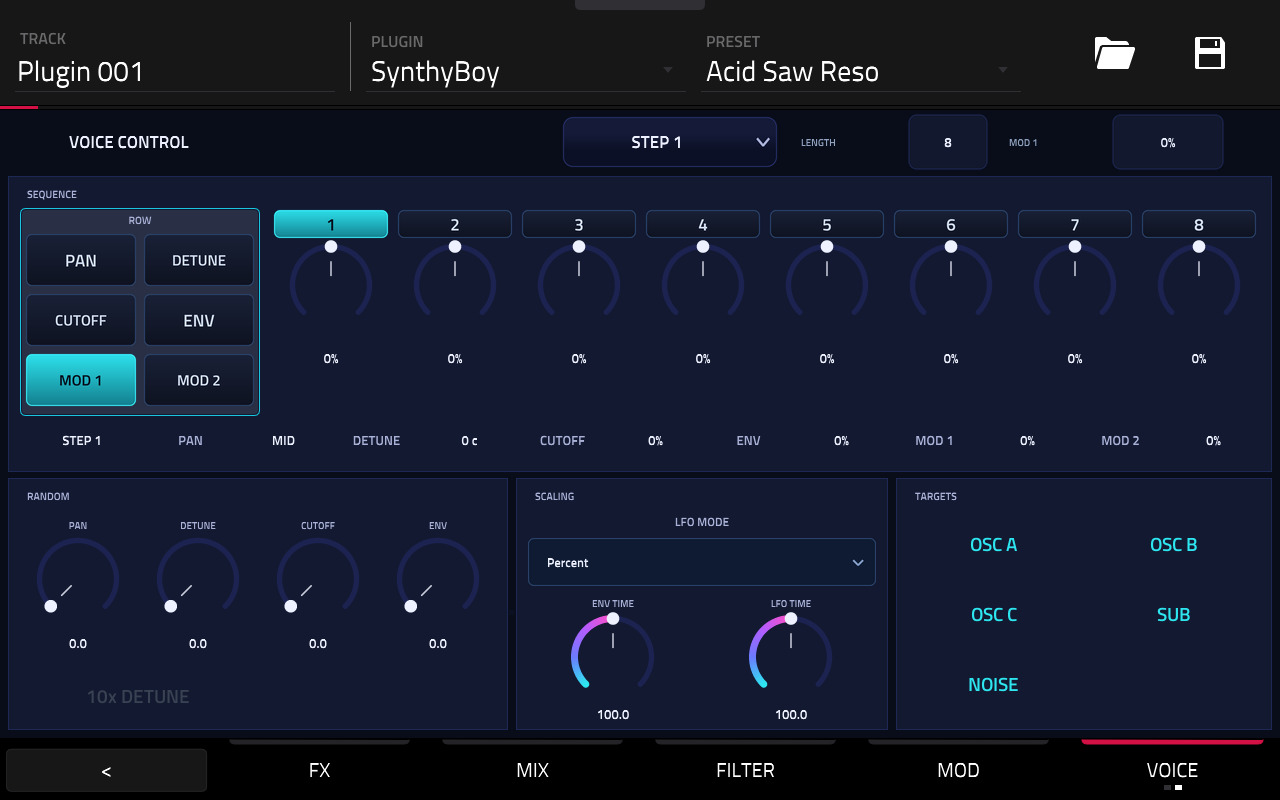 TRACK
Plugin 001
PLUGIN
SynthyBoy
PRESET
Acid Saw Reso
VOICE CONTROL
STEP 1
LENGTH
8
MOD 1
0%
SEQUENCE
ROW
PAN
DETUNE
CUTOFF
ENV
MOD 1
MOD 2
1 2 3 4 5 6 7 8
0% 0% 0% 0% 0% 0% 0% 0%
STEP 1 PAN MID DETUNE 0 c CUTOFF 0% ENV 0% MOD 1 0% MOD 2 0%
RANDOM
PAN DETUNE CUTOFF ENV
0.0 0.0 0.0 0.0
10x DETUNE
SCALING
LFO MODE
Percent
ENV TIME LFO TIME
100.0 100.0
TARGETS
OSC A OSC B
OSC C SUB
NOISE
< FX MIX FILTER MOD VOICE